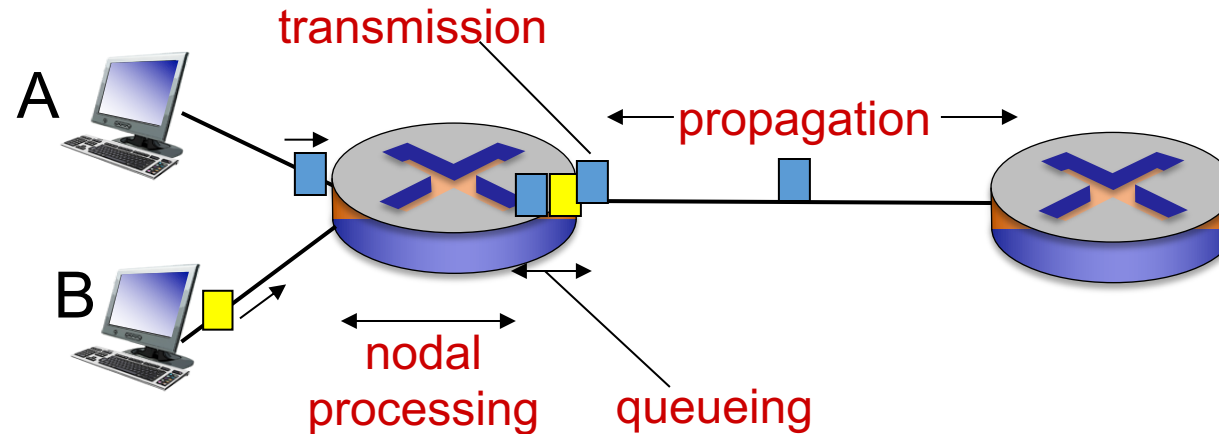 transmission
A
propagation
B
nodal
processing
queueing